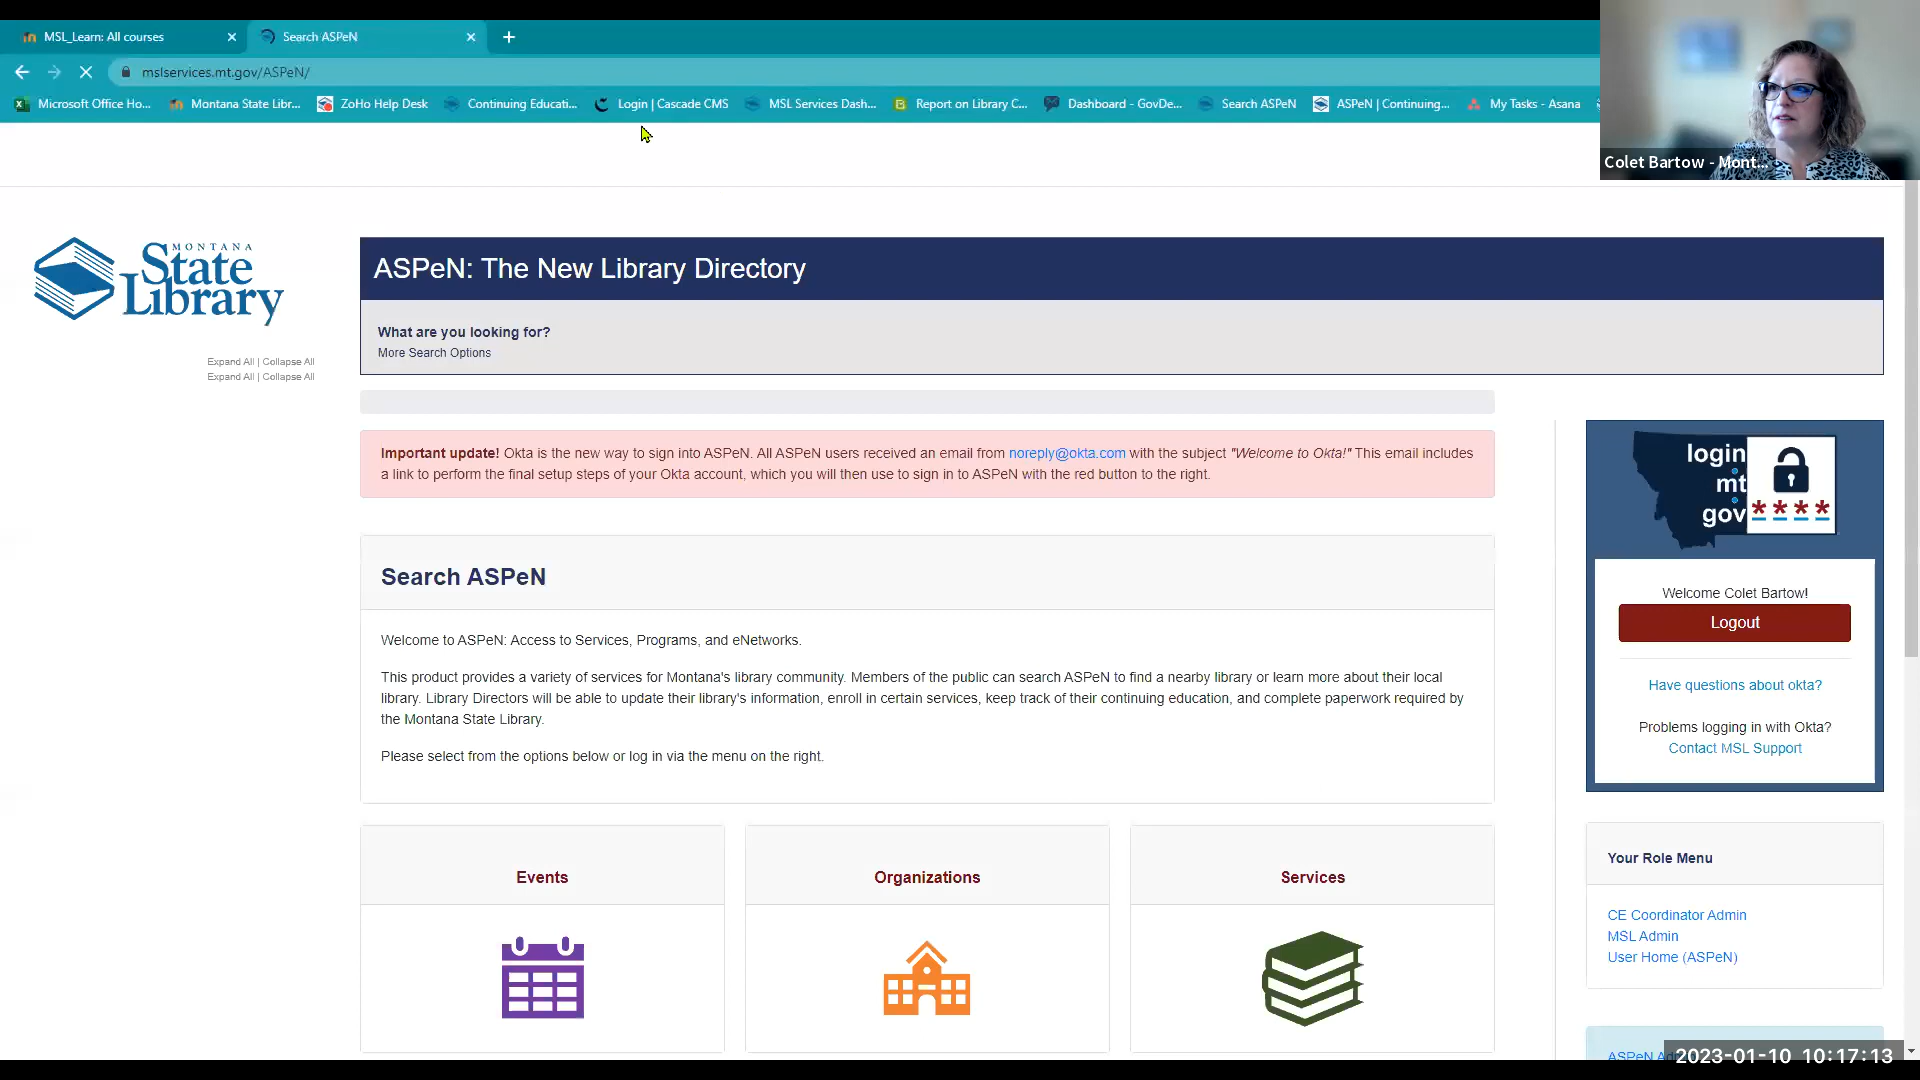 MSL_Learn: All courses
Search ASPeN
mslservices.mt.gov/ASPeN/
Microsoft Office Ho...
Montana State Libr...
ZoHo Help Desk
Continuing Educati...
Login | Cascade CMS
MSL Services Dash...
Report on Library C...
Dashboard - GovDe...
Search ASPeN
ASPeN | Continuing...
My Tasks - Asana
Colet Bartow - Mont...
MONTANA
State
Library
Expand All | Collapse All
Expand All | Collapse All
ASPeN: The New Library Directory
What are you looking for?
More Search Options
Important update! Okta is the new way to sign into ASPeN. All ASPeN users received an email from noreply@okta.com with the subject "Welcome to Okta!" This email includes
a link to perform the final setup steps of your Okta account, which you will then use to sign in to ASPeN with the red button to the right.
Search ASPeN
Welcome to ASPeN: Access to Services, Programs, and eNetworks.
This product provides a variety of services for Montana's library community. Members of the public can search ASPeN to find a nearby library or learn more about their local
library. Library Directors will be able to update their library's information, enroll in certain services, keep track of their continuing education, and complete paperwork required by
the Montana State Library.
Please select from the options below or log in via the menu on the right.
Events
Organizations
Services
login
mt
gov
****
Welcome Colet Bartow!
Logout
Have questions about okta?
Problems logging in with Okta?
Contact MSL Support
Your Role Menu
CE Coordinator Admin
MSL Admin
User Home (ASPeN)
ASPeN
2023-01-10 10:17:13